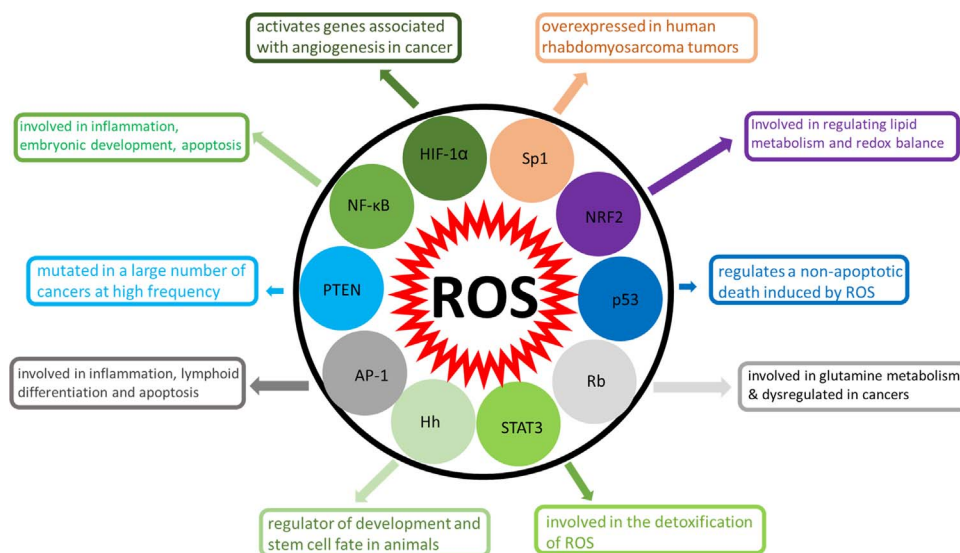 activates genes associated
with angiogenesis in cancer
overexpressed in human
rhabdomyosarcoma tumors
involved in inflammation,
embryonic development, apoptosis
Involved in regulating lipid
metabolism and redox balance
HIF-1α
Sp1
NF-κB
NRF2
mutated in a large number of
cancers at high frequency
PTEN
ROS
p53
regulates a non-apoptotic
death induced by ROS
involved in inflammation, lymphoid
differentiation and apoptosis
AP-1
Rb
involved in glutamine metabolism
& dysregulated in cancers
Hh
STAT3
regulator of development and
stem cell fate in animals
involved in the detoxification
of ROS